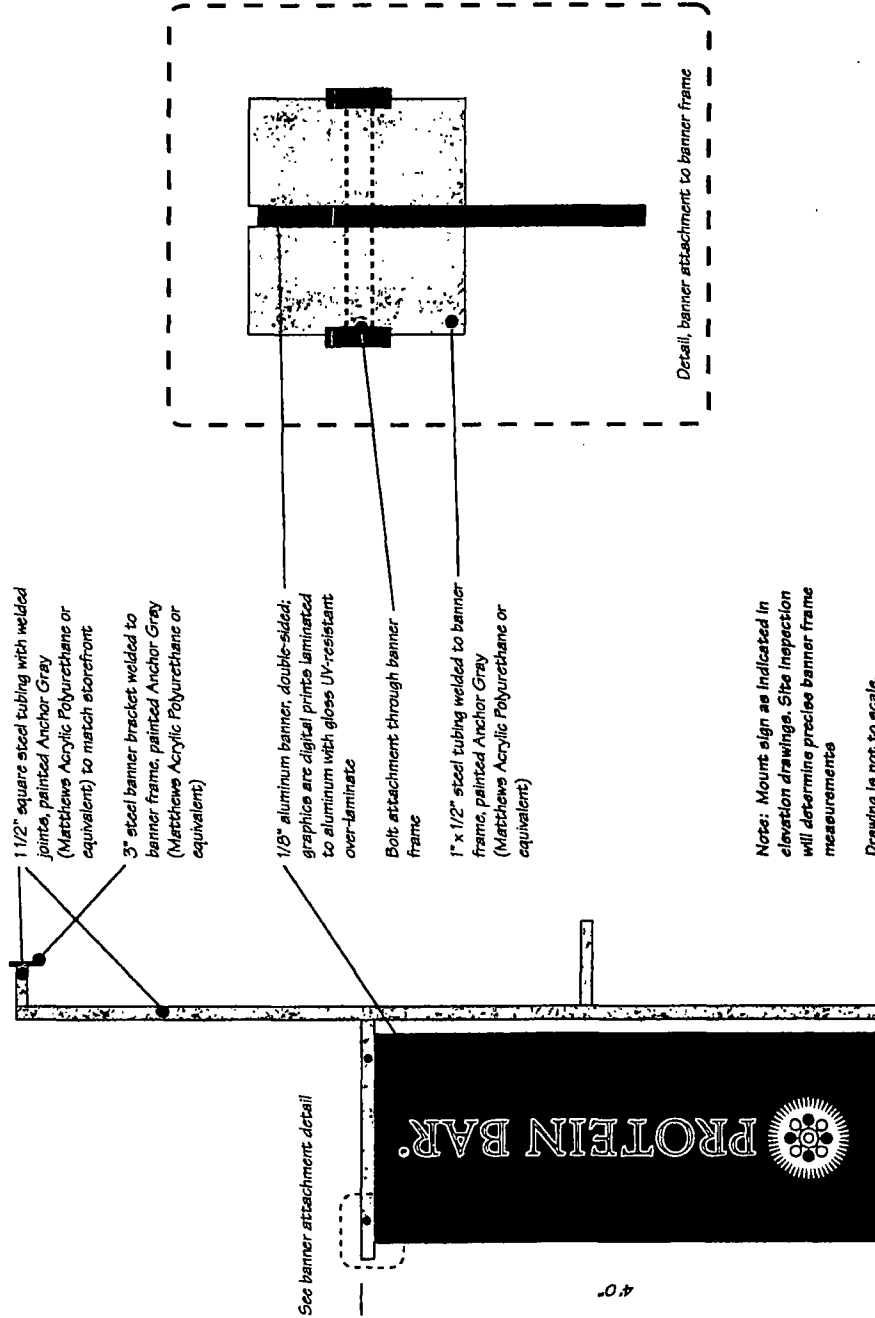 1 1/2" square steel tubing with welded
joints, painted Anchor Gray
(Matthews Acrylic Polyurethane or
equivalent) to match storefront
3" steel banner bracket welded to
banner frame, painted Anchor Gray
(Matthews Acrylic Polyurethane or
equivalent)
1/8" aluminum banner, double-sided;
graphics are digital prints laminated
to aluminum with gloss UV-resistant
over-laminate
Bolt attachment through banner
frame
1" x 1/2" steel tubing welded to banner
frame, painted Anchor Gray
(Matthews Acrylic Polyurethane or
equivalent)
Note: Mount sign as indicated in
elevation drawings. Site inspection
will determine precise banner frame
measurements
Drawing is not to scale
Detail, banner attachment to banner frame
See banner attachment detail
PROTEIN BAR®
4'0"